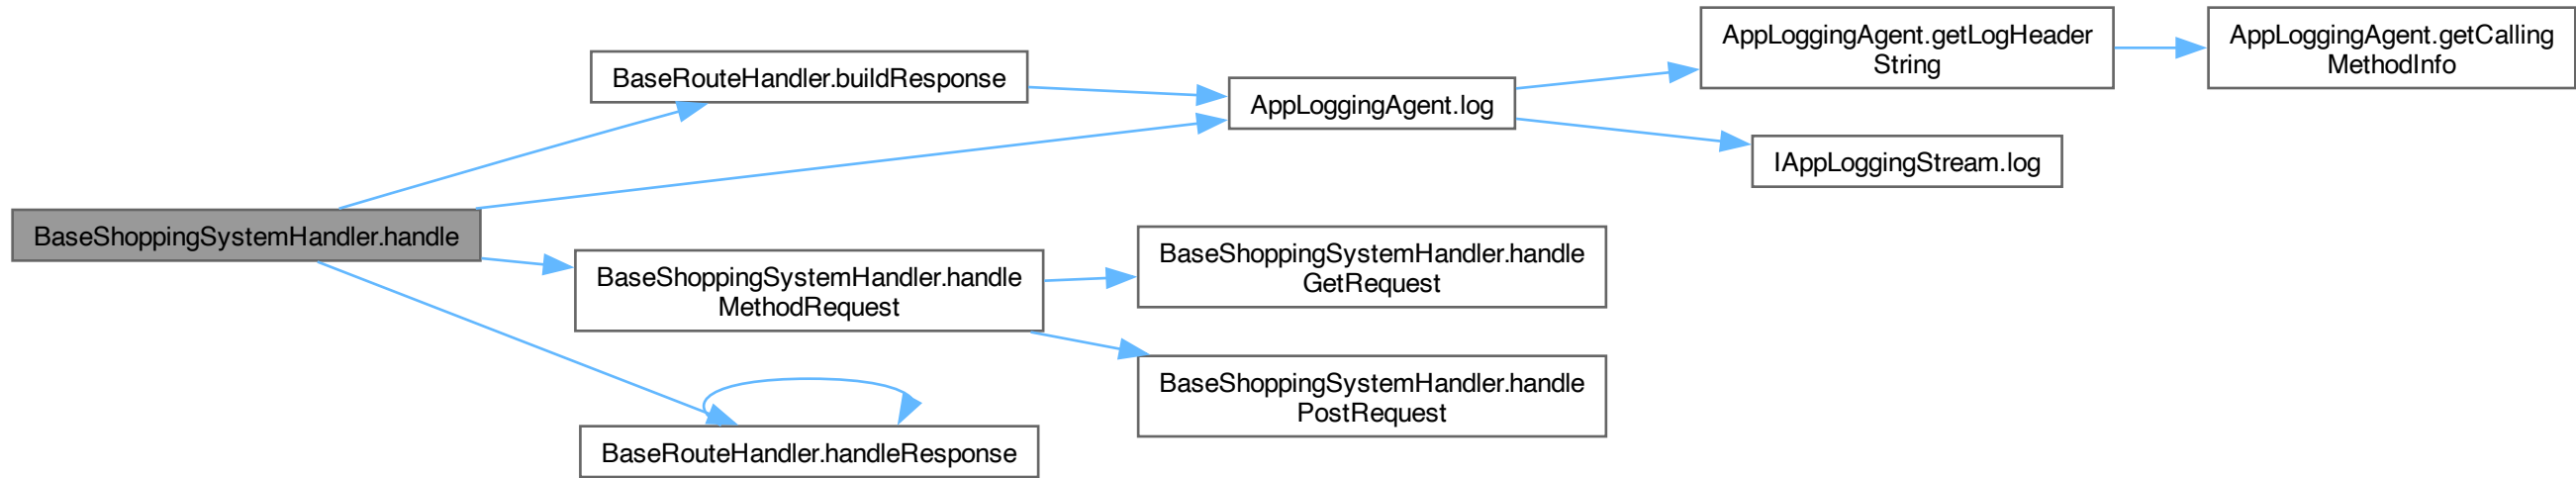 AppLoggingAgent.getLogHeader
String
AppLoggingAgent.getCalling
MethodInfo
BaseRouteHandler.buildResponse
AppLoggingAgent.log
IAppLoggingStream.log
BaseShoppingSystemHandler.handle
BaseShoppingSystemHandler.handle
MethodRequest
BaseShoppingSystemHandler.handle
GetRequest
BaseShoppingSystemHandler.handle
PostRequest
BaseRouteHandler.handleResponse